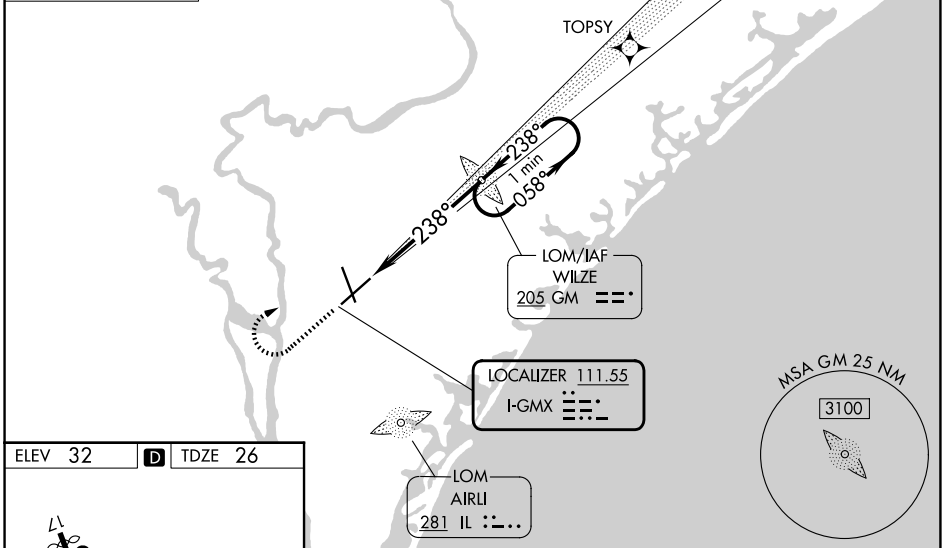 TOPSY
238°
1 min
058°
238°
LOM/IAF
WILZE
205 GM
LOCALIZER 111.55
I-GMX
MSA GM 25 NM
3100
LOM
AIRLI
281 IL
ELEV 32 D TDZE 26
17